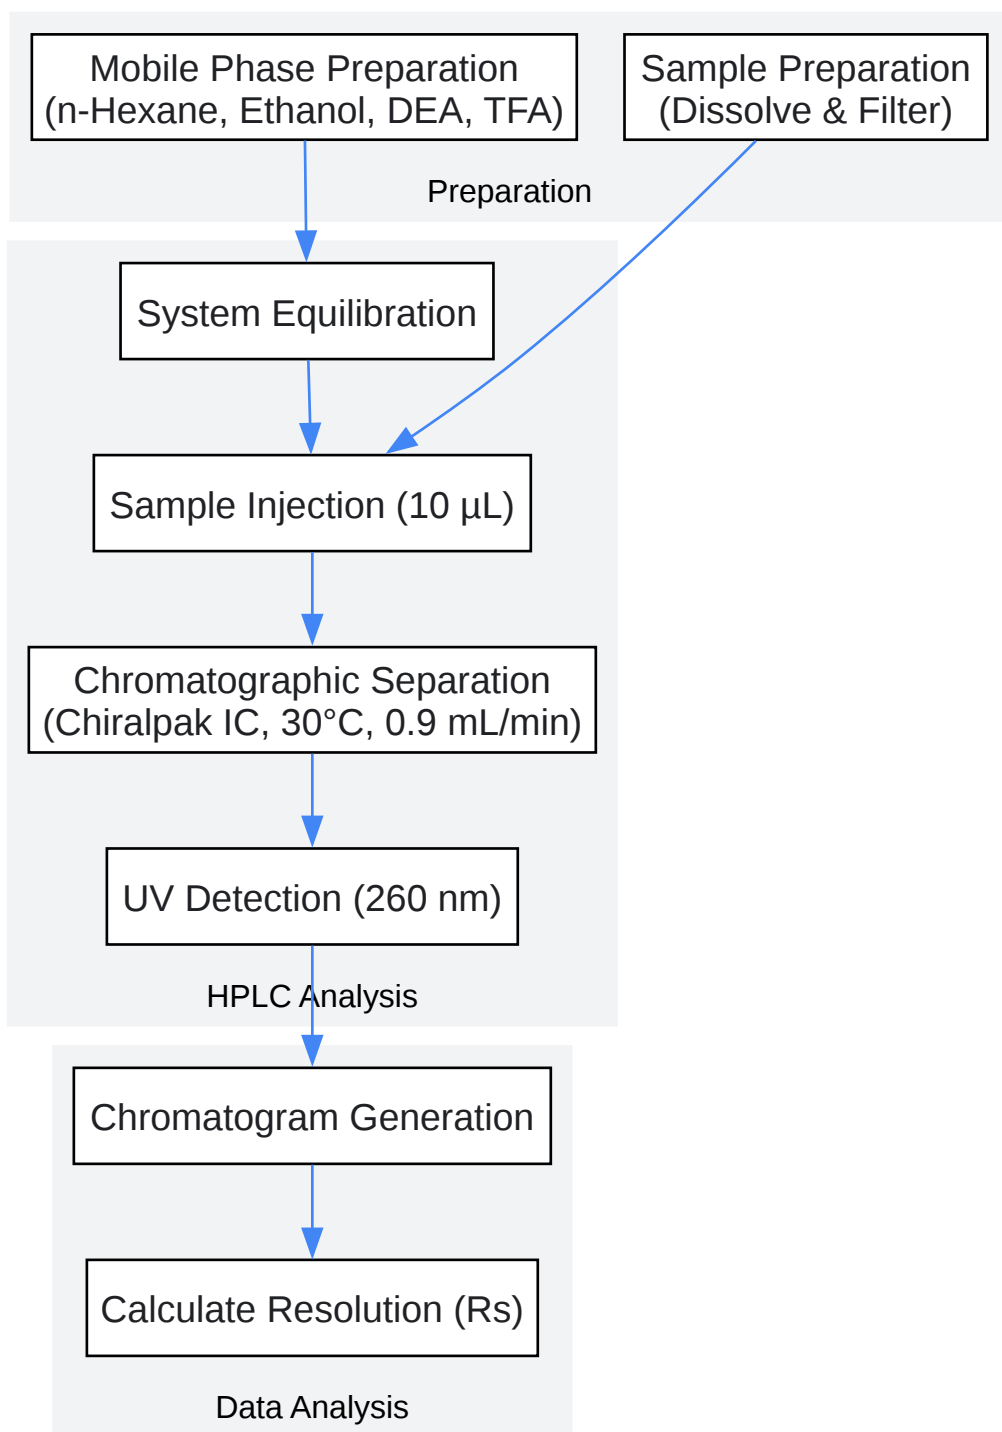 Mobile Phase Preparation
(n-Hexane, Ethanol, DEA, TFA)
Sample Preparation
(Dissolve & Filter)
Preparation
System Equilibration
Sample Injection (10 µL)
Chromatographic Separation
(Chiralpak IC, 30°C, 0.9 mL/min)
UV Detection (260 nm)
HPLC Analysis
Chromatogram Generation
Calculate Resolution (Rs)
Data Analysis